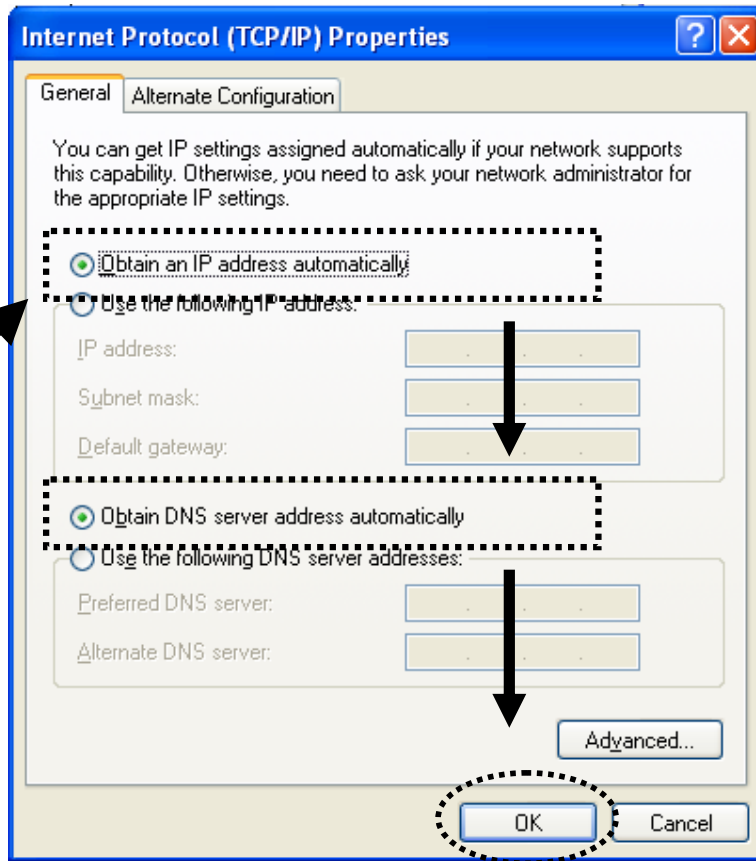 Internet Protocol (TCP/IP) Properties
General
Alternate Configuration
You can get IP settings assigned automatically if your network supports
this capability. Otherwise, you need to ask your network administrator for
the appropriate IP settings.
Obtain an IP address automatically
Use the following IP address:
IP address:
Subnet mask:
Default gateway:
Obtain DNS server address automatically
Use the following DNS server addresses:
Preferred DNS server:
Alternate DNS server:
Advanced...
OK
Cancel